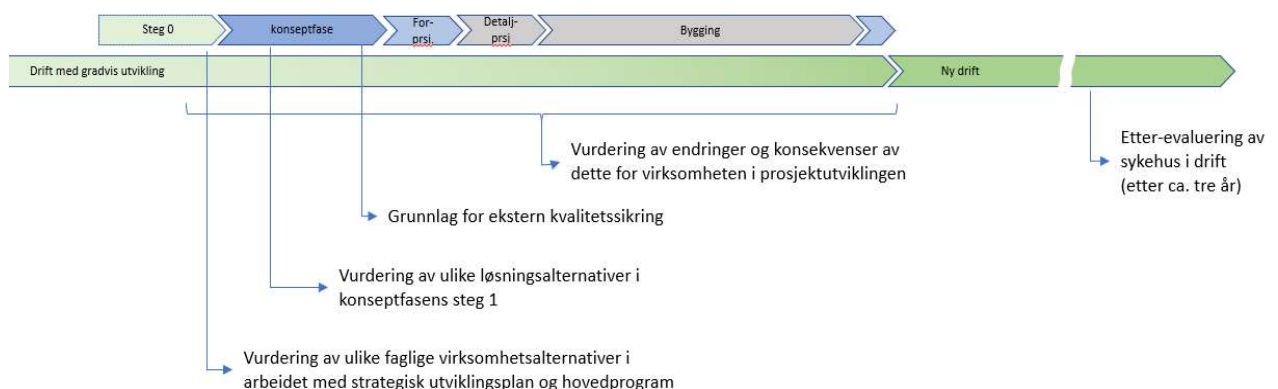 Steg 0
konseptfase
For-
prsj.
Detalj-
prsj
Bygging
Drift med gradvis utvikling
Ny drift
Vurdering av endringer og konsekvenser av
dette for virksomheten i prosjektutviklingen
Etter-evaluering av
sykehus i drift
(etter ca. tre år)
Grunnlag for ekstern kvalitetssikring
Vurdering av ulike løsningsalternativer i
konseptfasens steg 1
Vurdering av ulike faglige virksomhetsalternativer i
arbeidet med strategisk utviklingsplan og hovedprogram